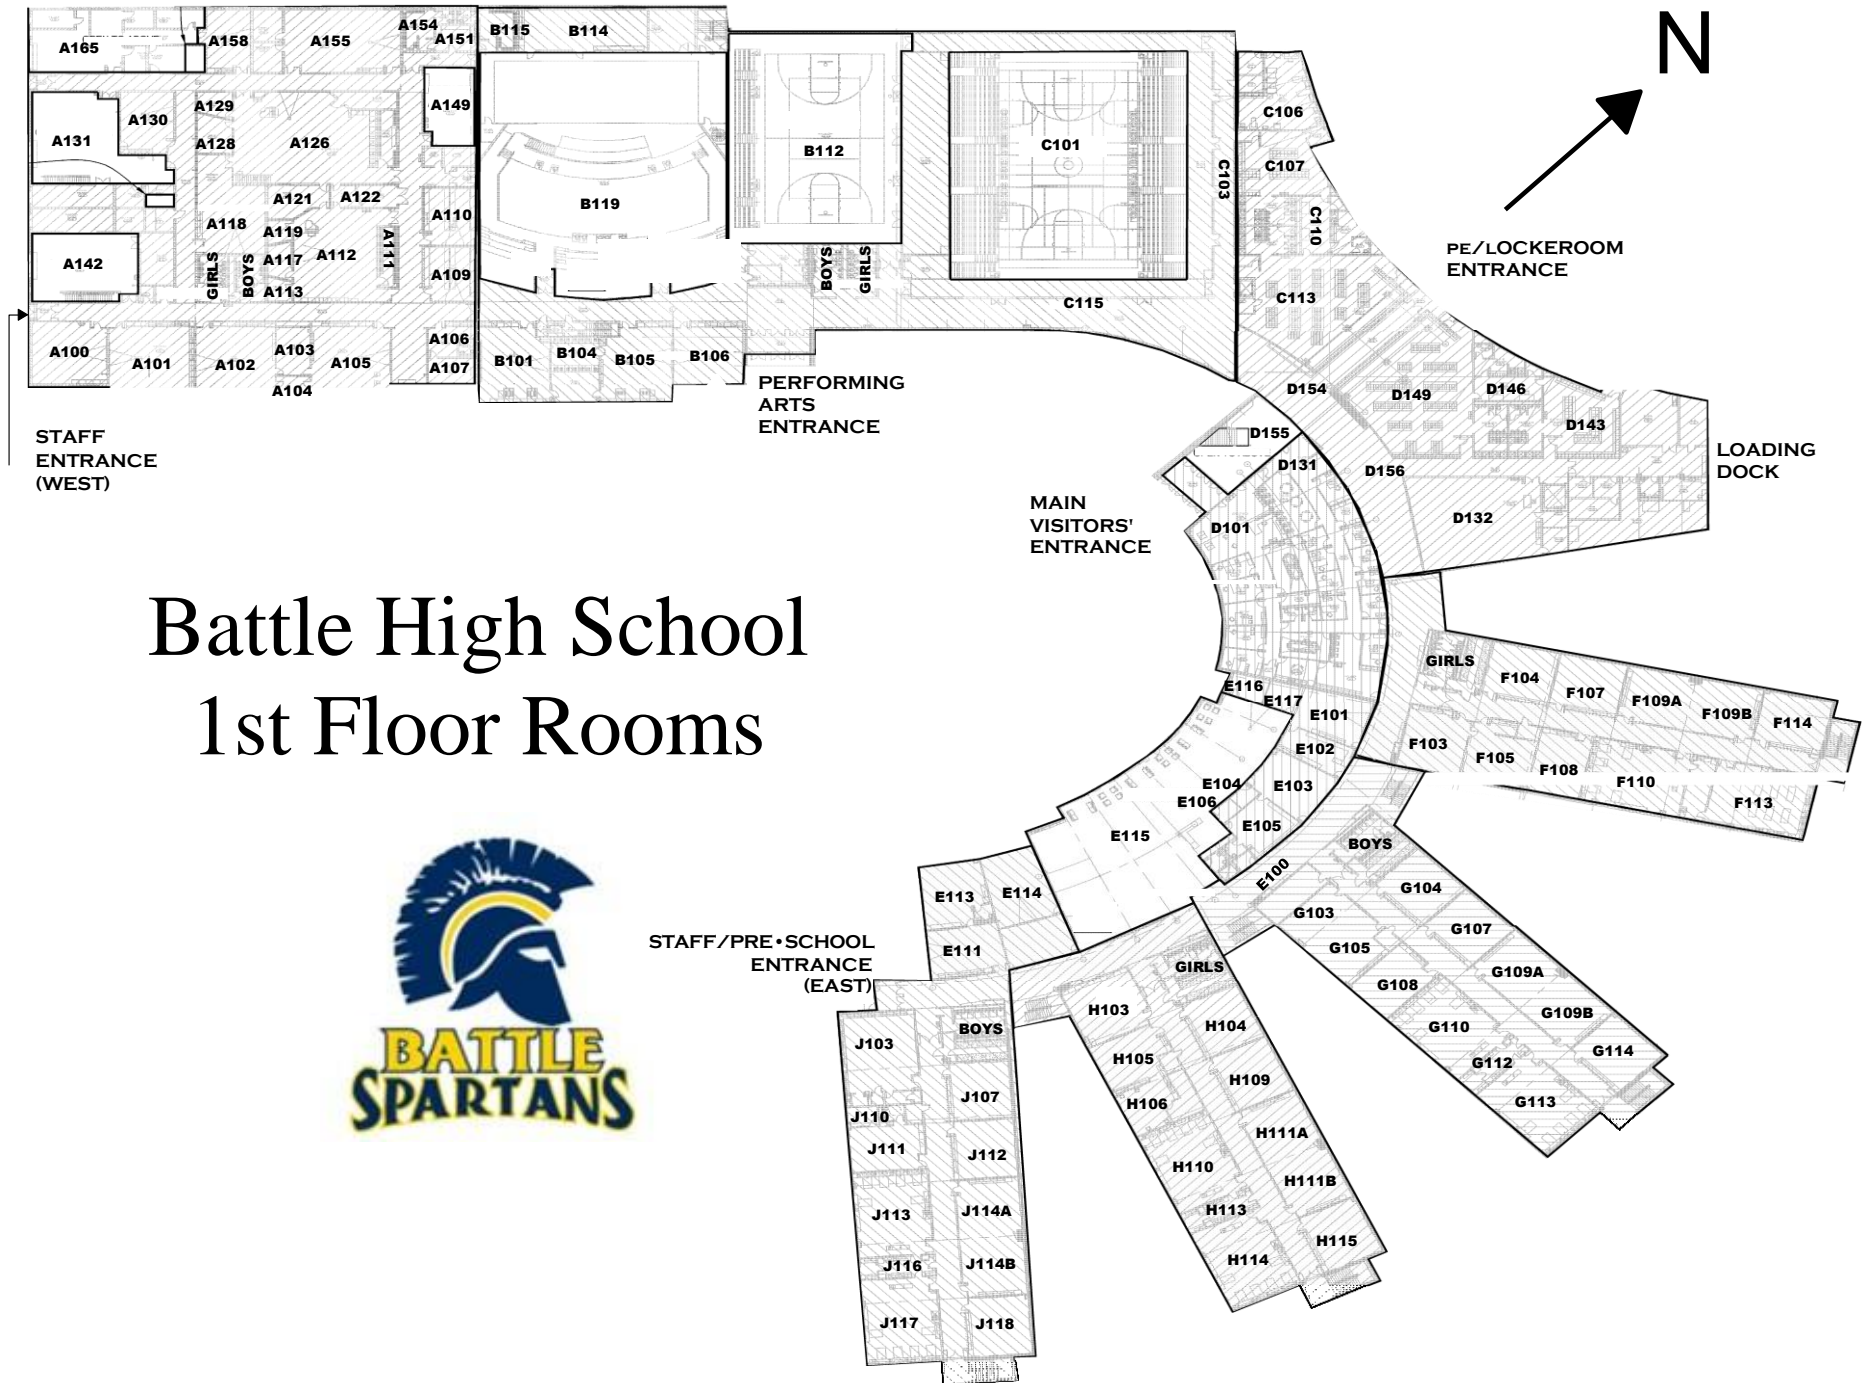 N
A165
A158
A155
A154
A151
B115
B114
A131
A130
A129
A128
A126
A149
B112
C101
C103
C106
C107
C110
A121
A122
A118
A119
A117
A112
A111
A110
A109
A113
GIRLS
BOYS
A142
B119
BOYS
GIRLS
C115
C113
PE/LOCKEROOM
ENTRANCE
A100
A101
A102
A103
A104
A105
A106
A107
B101
B104
B105
B106
PERFORMING
ARTS
ENTRANCE
STAFF
ENTRANCE
(WEST)
D154
D149
D146
D143
D155
D131
D156
D132
D101
LOADING
DOCK
MAIN
VISITORS'
ENTRANCE
Battle High School
1st Floor Rooms
E116
E117
E101
E102
E103
E104
E106
E105
E115
E100
E113
E114
E111
GIRLS
F104
F107
F109A
F109B
F114
F103
F105
F108
F110
F113
BOYS
G104
G103
G107
G105
G109A
G108
G109B
G110
G114
G112
G113
STAFF/PRE•SCHOOL
ENTRANCE
(EAST)
GIRLS
H103
H104
H105
H109
H106
H111A
H110
H111B
H113
H115
H114
BOYS
J103
J107
J110
J111
J112
J113
J114A
J116
J114B
J117
J118
BATTLE
SPARTANS